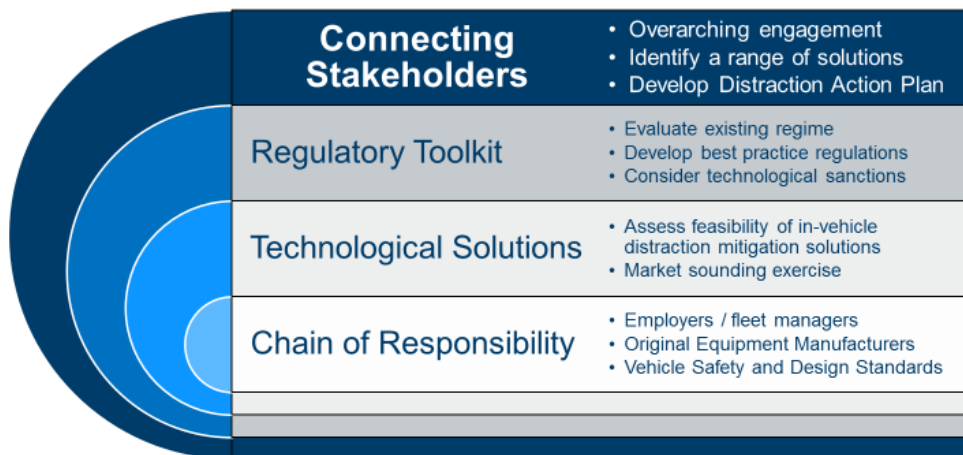 Connecting
Stakeholders
• Overarching engagement
• Identify a range of solutions
• Develop Distraction Action Plan
Regulatory Toolkit
• Evaluate existing regime
• Develop best practice regulations
• Consider technological sanctions
Technological Solutions
• Assess feasibility of in-vehicle
distraction mitigation solutions
• Market sounding exercise
Chain of Responsibility
• Employers / fleet managers
• Original Equipment Manufacturers
• Vehicle Safety and Design Standards